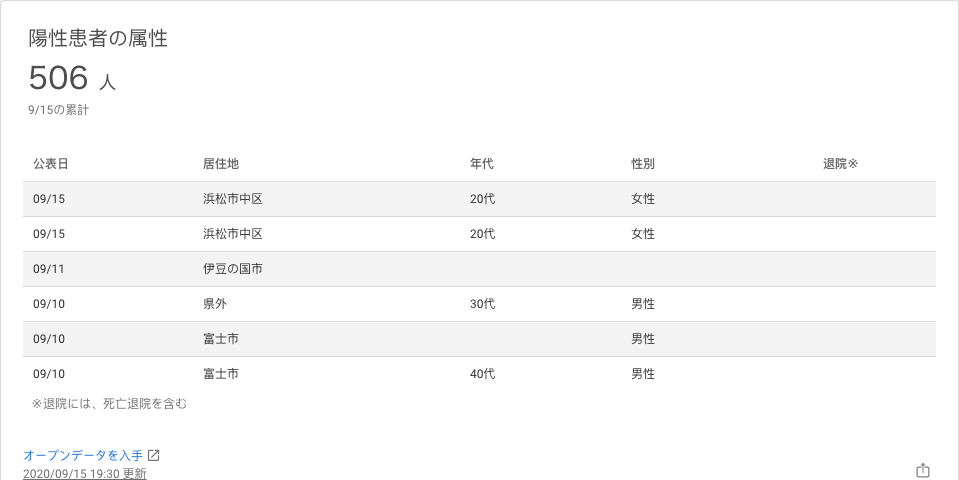 陽性患者の属性
506 人
9/15の累計
公表日 居住地 年代 性別 退院※
09/15 浜松市中区 20代 女性
09/15 浜松市中区 20代 女性
09/11 伊豆の国市
09/10 県外 30代 男性
09/10 富士市 男性
09/10 富士市 40代 男性
※退院には、死亡退院を含む
オープンデータを入手
2020/09/15 19:30 更新